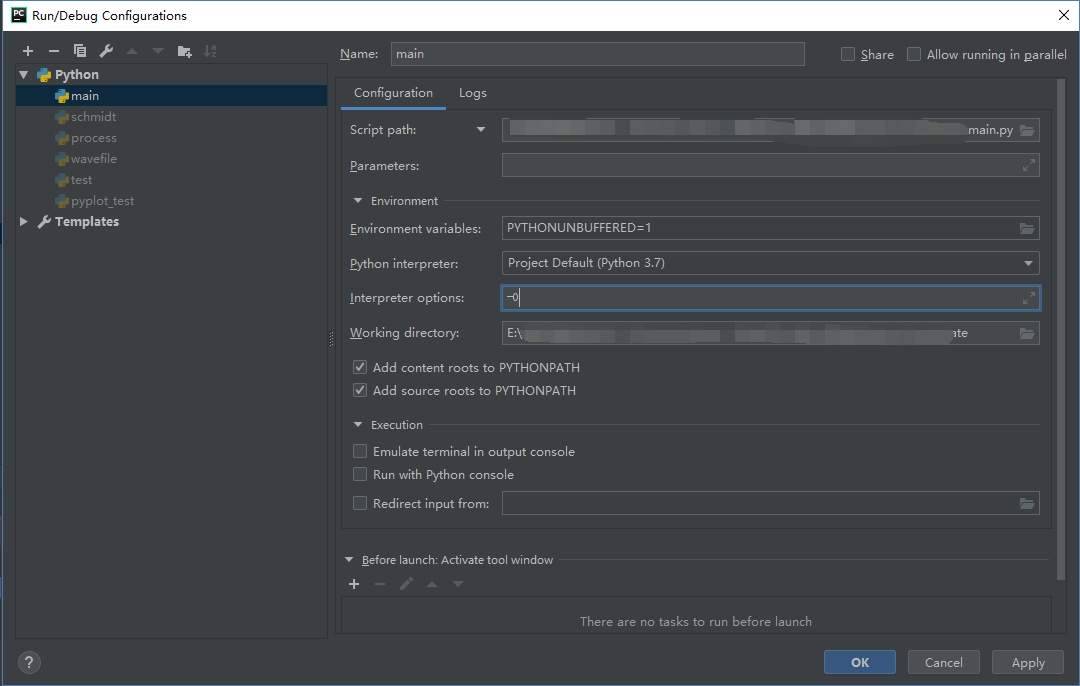 PC Run/Debug Configurations
Name: main Share Allow running in parallel
Python
main
schmidt
process
wavefile
test
pyplot_test
Templates
Configuration Logs
Script path: main.py
Parameters:
Environment
Environment variables: PYTHONUNBUFFERED=1
Python interpreter: Project Default (Python 3.7)
Interpreter options: -O
Working directory: E:\ ate
Add content roots to PYTHONPATH
Add source roots to PYTHONPATH
Execution
Emulate terminal in output console
Run with Python console
Redirect input from:
Before launch: Activate tool window
There are no tasks to run before launch
? OK Cancel Apply